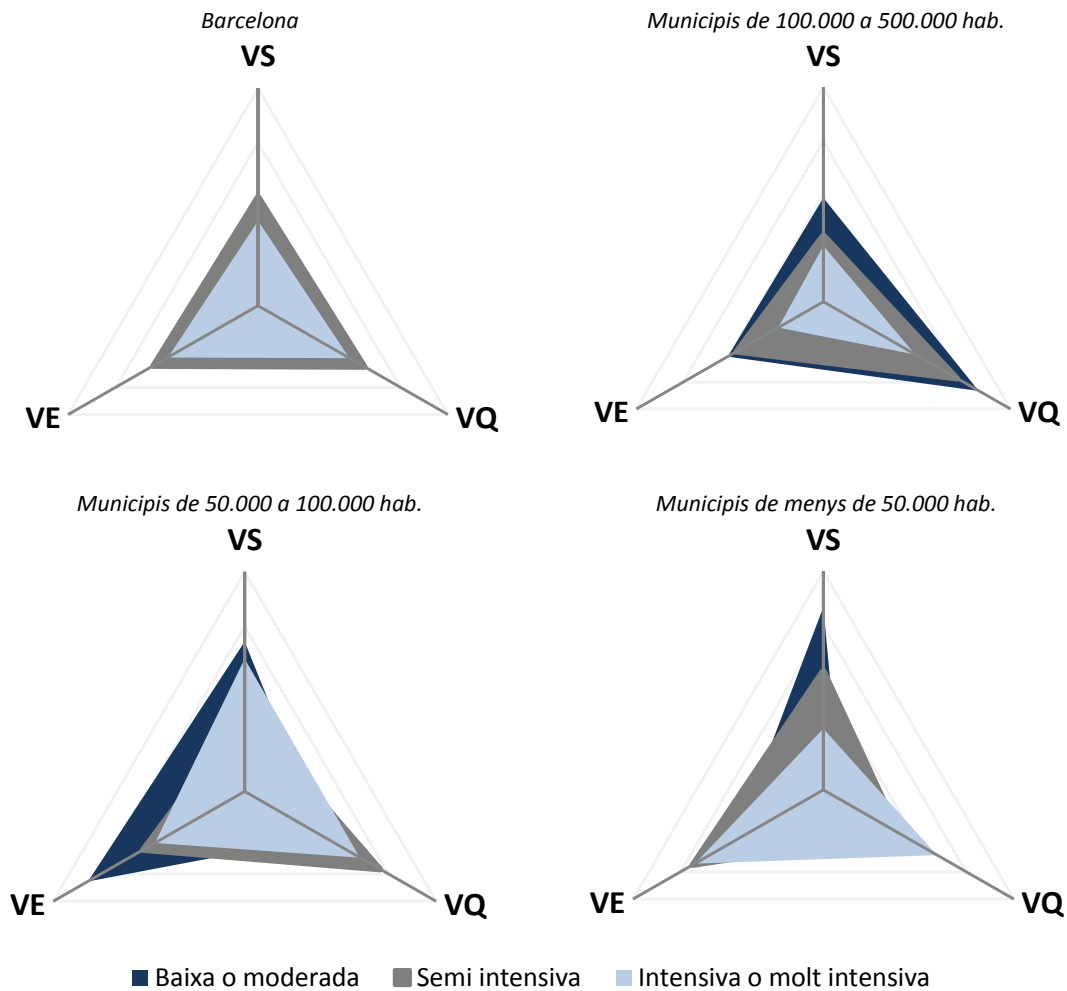 Barcelona
VS
VE
VQ
Municipis de 100.000 a 500.000 hab.
VS
VE
VQ
Municipis de 50.000 a 100.000 hab.
VS
VE
VQ
Municipis de menys de 50.000 hab.
VS
VE
VQ
Baixa o moderada
Semi intensiva
Intensiva o molt intensiva